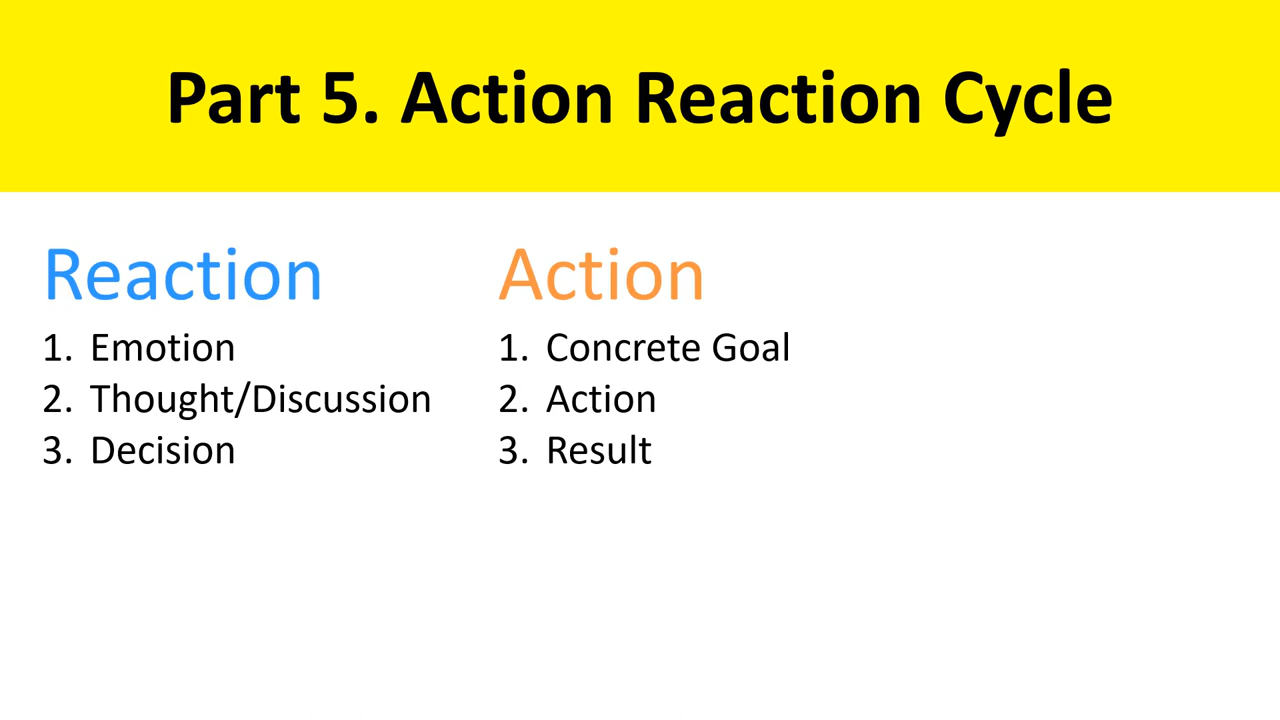 Part 5. Action Reaction Cycle
Reaction
1. Emotion
2. Thought/Discussion
3. Decision
Action
1. Concrete Goal
2. Action
3. Result